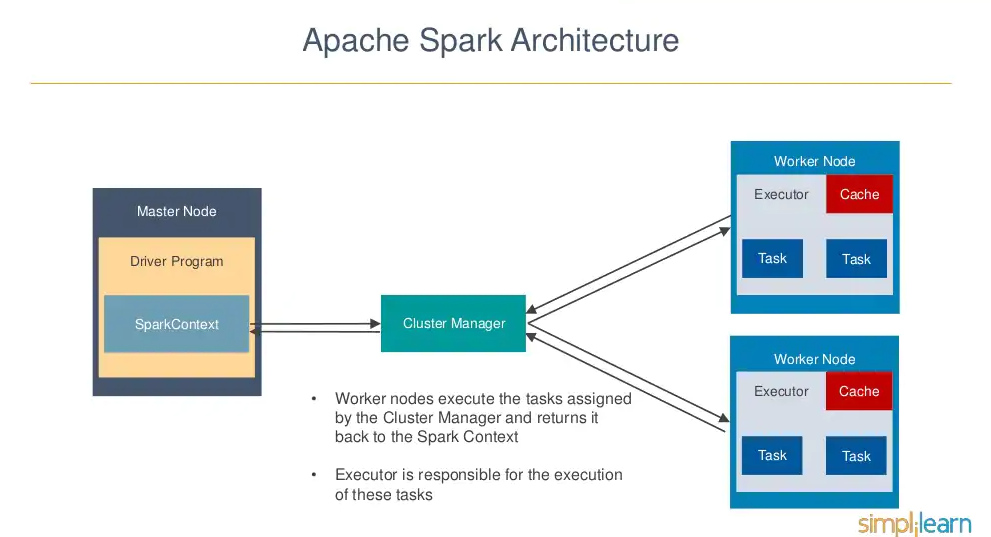 Apache Spark Architecture
Master Node
Driver Program
SparkContext
Cluster Manager
Worker Node
Executor
Cache
Task
Task
Worker Node
Executor
Cache
Task
Task
• Worker nodes execute the tasks assigned
by the Cluster Manager and returns it
back to the Spark Context
• Executor is responsible for the execution
of these tasks
simplilearn